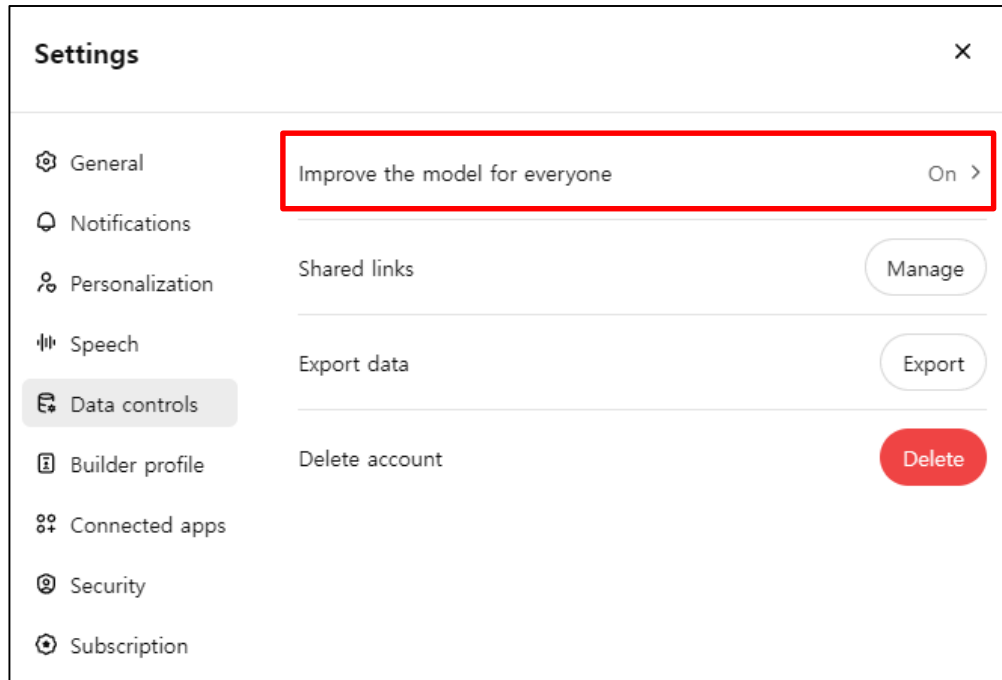 Settings
General
Notifications
Personalization
Speech
Data controls
Builder profile
Connected apps
Security
Subscription
Improve the model for everyone On
Shared links Manage
Export data Export
Delete account Delete